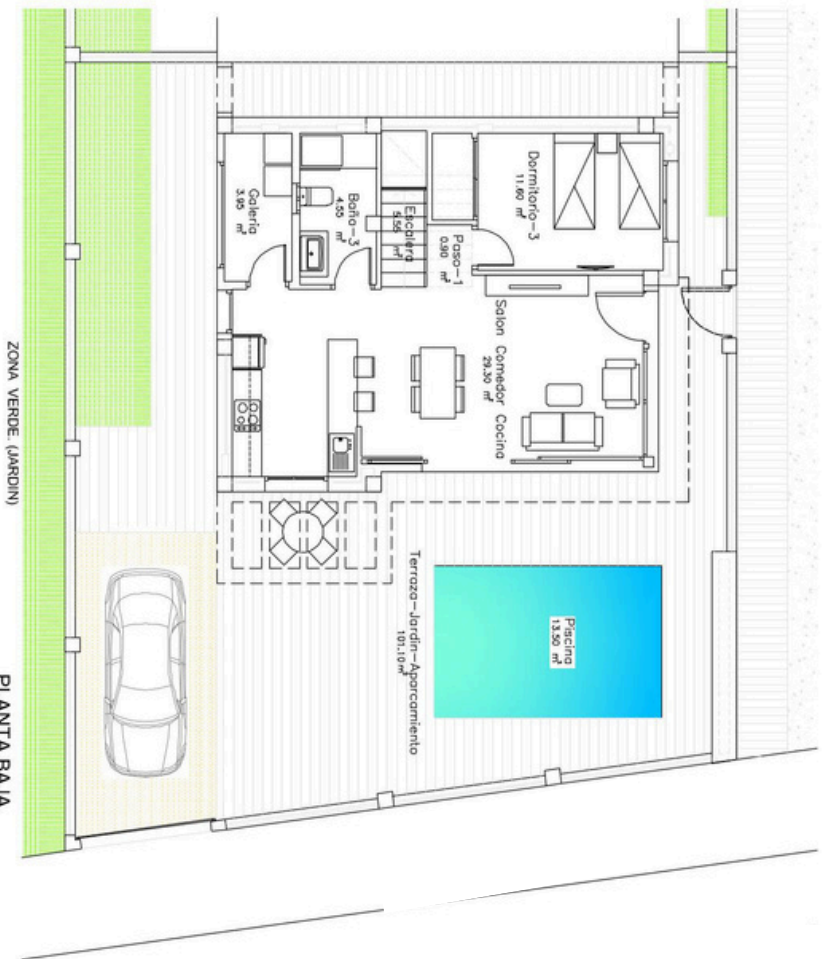 Dormitorio-3
11.60 m²
Paso-1
0.90 m²
Escalera
5.55 m²
Baño-3
4.55 m²
Galeria
3.95 m²
Salon Comedor Cocina
29.30 m²
Piscina
13.50 m²
Terraza-Jardin-Aparcamiento
101.10 m²
ZONA VERDE. (JARDIN)
PLANTA BAJA